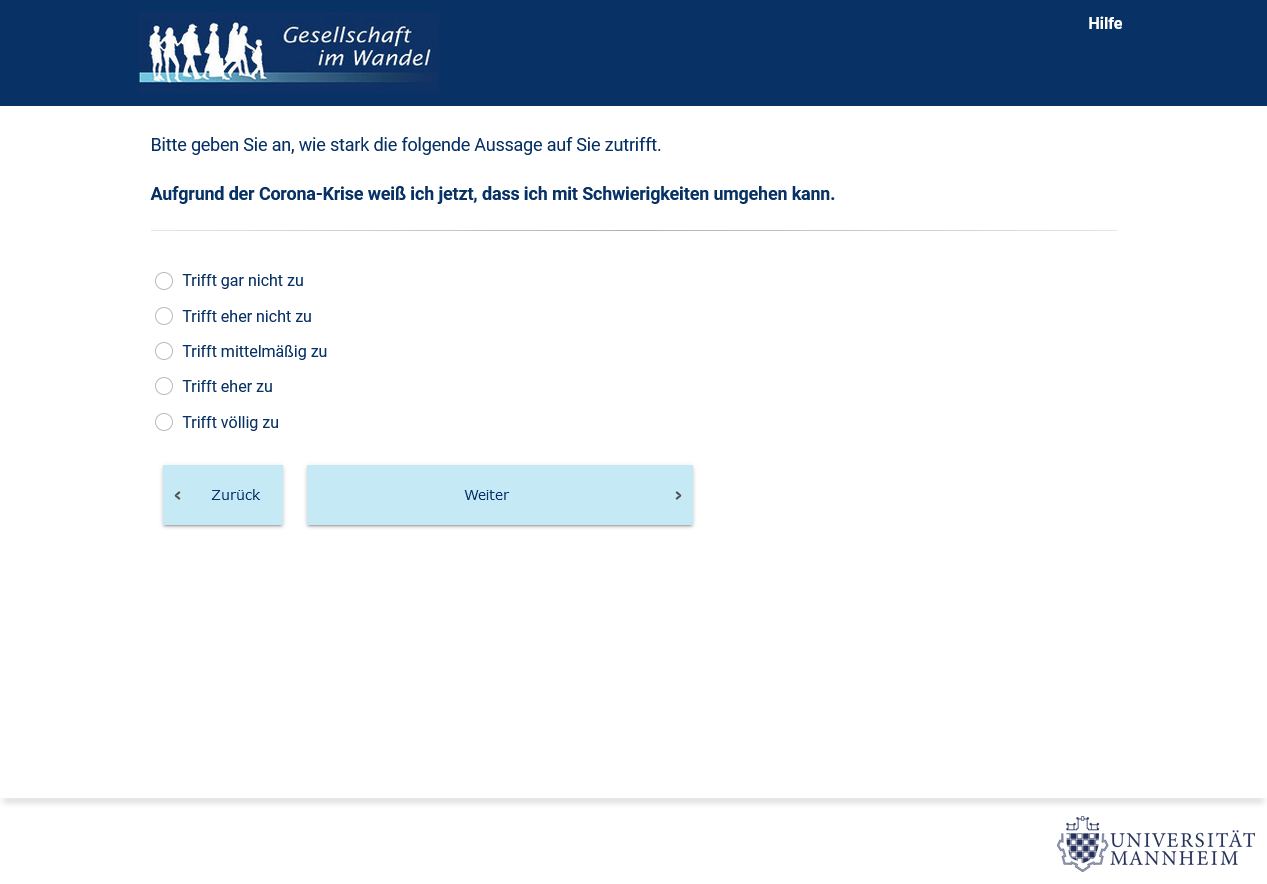 Gesellschaft
im Wandel
Hilfe
Bitte geben Sie an, wie stark die folgende Aussage auf Sie zutrifft.
Aufgrund der Corona-Krise weiß ich jetzt, dass ich mit Schwierigkeiten umgehen kann.
Trifft gar nicht zu
Trifft eher nicht zu
Trifft mittelmäßig zu
Trifft eher zu
Trifft völlig zu
Zurück
Weiter
UNIVERSITÄT
MANNHEIM